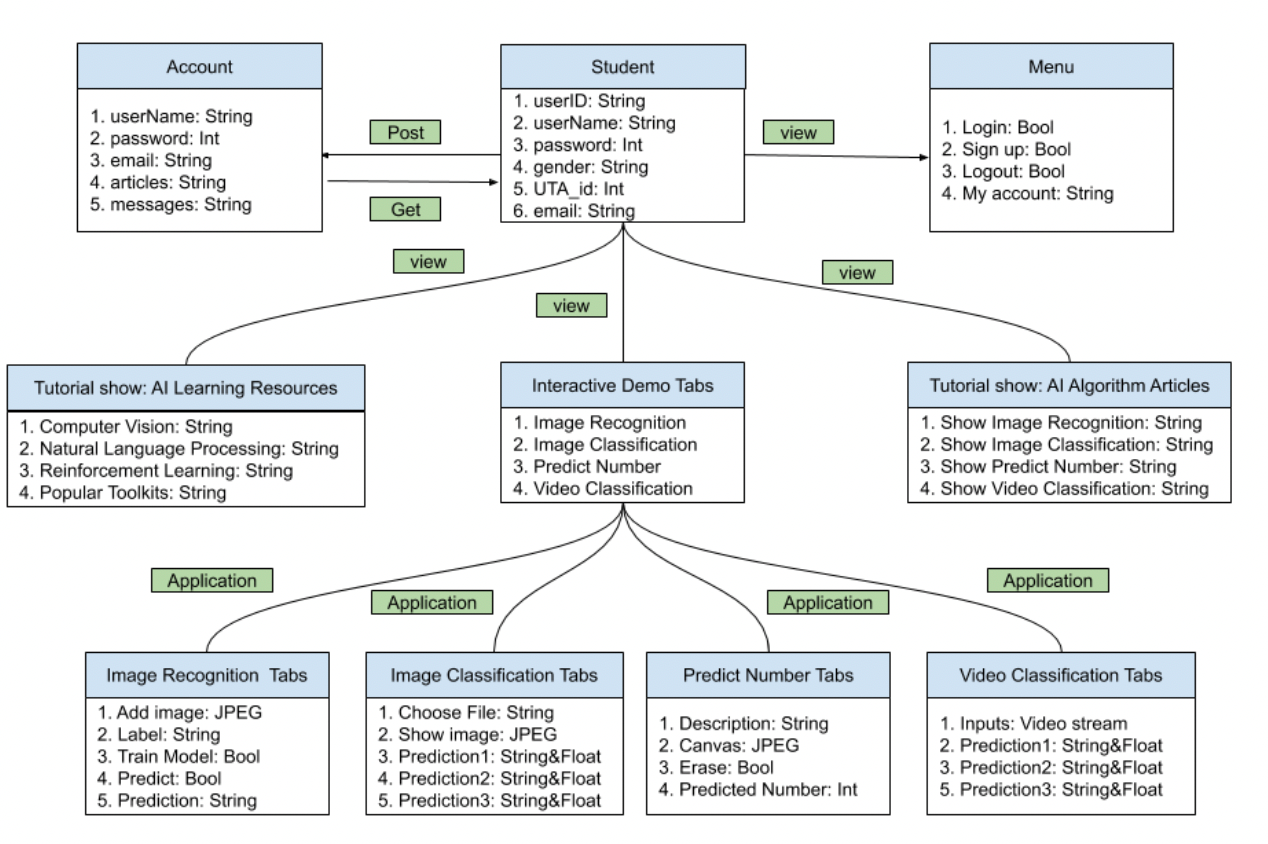 Account
1. userName: String
2. password: Int
3. email: String
4. articles: String
5. messages: String
Post
Get
Student
1. userID: String
2. userName: String
3. password: Int
4. gender: String
5. UTA_id: Int
6. email: String
view
Menu
1. Login: Bool
2. Sign up: Bool
3. Logout: Bool
4. My account: String
view
view
view
Tutorial show: AI Learning Resources
1. Computer Vision: String
2. Natural Language Processing: String
3. Reinforcement Learning: String
4. Popular Toolkits: String
Interactive Demo Tabs
1. Image Recognition
2. Image Classification
3. Predict Number
4. Video Classification
Tutorial show: AI Algorithm Articles
1. Show Image Recognition: String
2. Show Image Classification: String
3. Show Predict Number: String
4. Show Video Classification: String
Application
Application
Application
Application
Image Recognition Tabs
1. Add image: JPEG
2. Label: String
3. Train Model: Bool
4. Predict: Bool
5. Prediction: String
Image Classification Tabs
1. Choose File: String
2. Show image: JPEG
3. Prediction1: String&Float
4. Prediction2: String&Float
5. Prediction3: String&Float
Predict Number Tabs
1. Description: String
2. Canvas: JPEG
3. Erase: Bool
4. Predicted Number: Int
Video Classification Tabs
1. Inputs: Video stream
2. Prediction1: String&Float
3. Prediction2: String&Float
5. Prediction3: String&Float